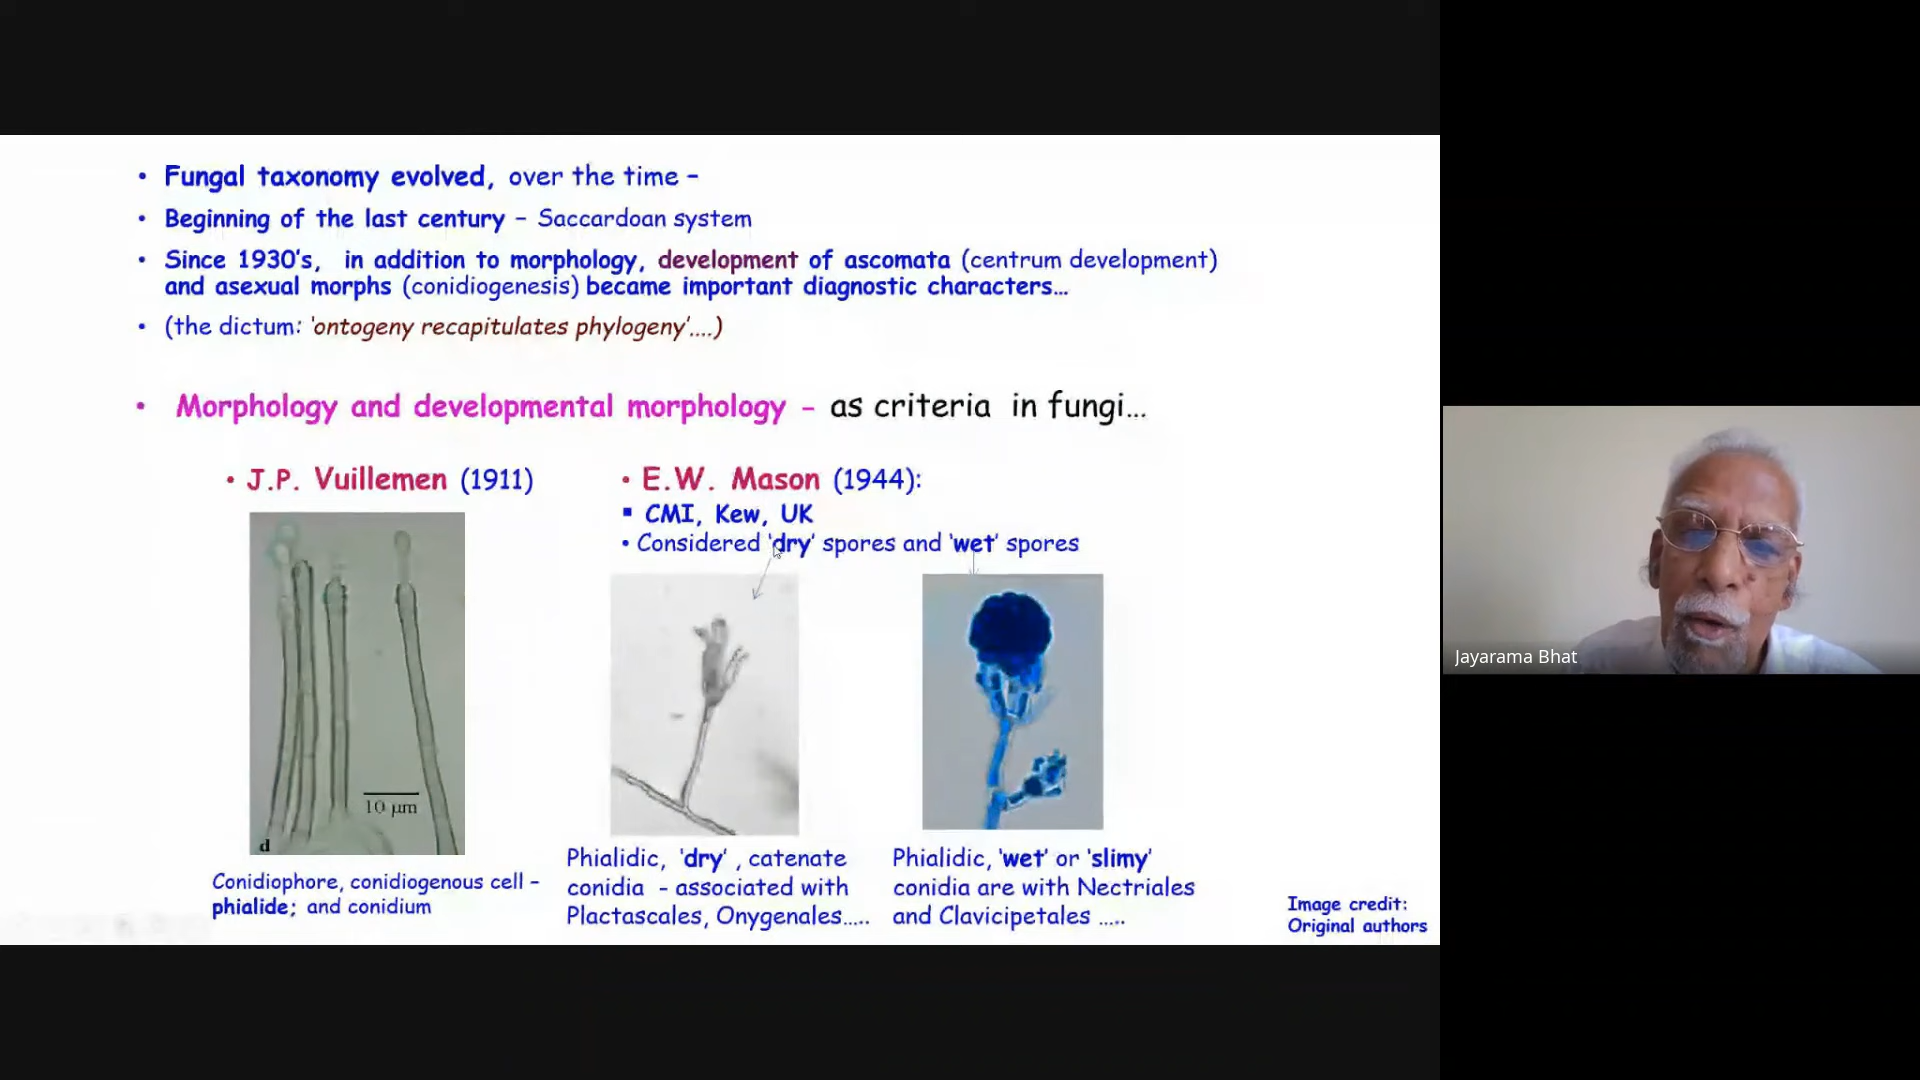 • Fungal taxonomy evolved, over the time –
• Beginning of the last century – Saccardoan system
• Since 1930's, in addition to morphology, development of ascomata (centrum development)
and asexual morphs (conidiogenesis) became important diagnostic characters...
• (the dictum: 'ontogeny recapitulates phylogeny'....)
• Morphology and developmental morphology – as criteria in fungi...
• J.P. Vuillemen (1911)
10 µm
d
Conidiophore, conidiogenous cell –
phialide; and conidium
• E.W. Mason (1944):
▪ CMI, Kew, UK
• Considered 'dry' spores and 'wet' spores
Phialidic, 'dry' , catenate
conidia - associated with
Plactascales, Onygenales.....
Phialidic, 'wet' or 'slimy'
conidia are with Nectriales
and Clavicipetales .....
Image credit:
Original authors
Jayarama Bhat